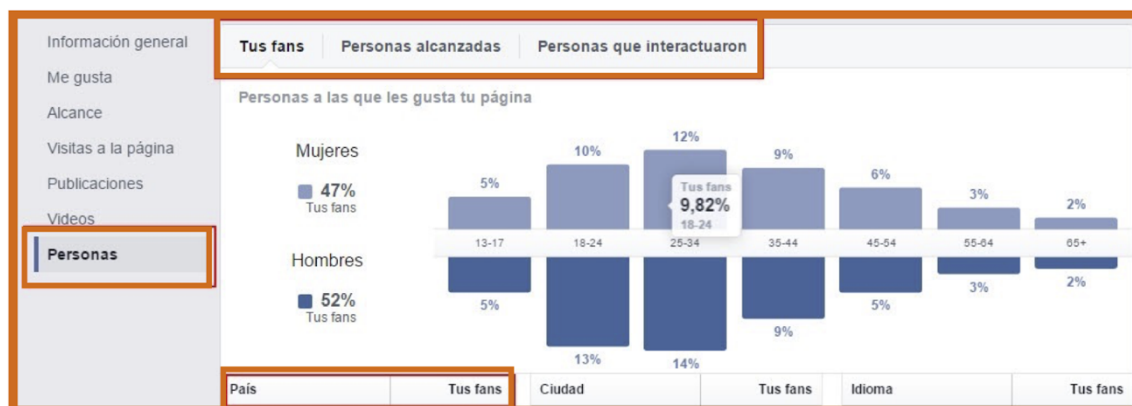 Información general
Me gusta
Alcance
Visitas a la página
Publicaciones
Videos
Personas
Tus fans Personas alcanzadas Personas que interactuaron
Personas a las que les gusta tu página
Mujeres
47%
Tus fans
5% 10% 12% 9% 6% 3% 2%
Tus fans
9,82%
18-24
13-17 18-24 25-34 35-44 45-54 55-64 65+
Hombres
52%
Tus fans
5% 13% 14% 9% 5% 3% 2%
País Tus fans Ciudad Tus fans Idioma Tus fans